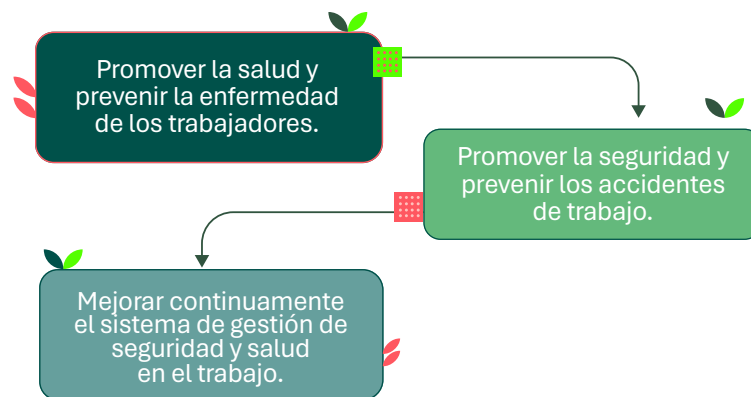 Promover la salud y
prevenir la enfermedad
de los trabajadores.
Promover la seguridad y
prevenir los accidentes
de trabajo.
Mejorar continuamente
el sistema de gestión de
seguridad y salud
en el trabajo.